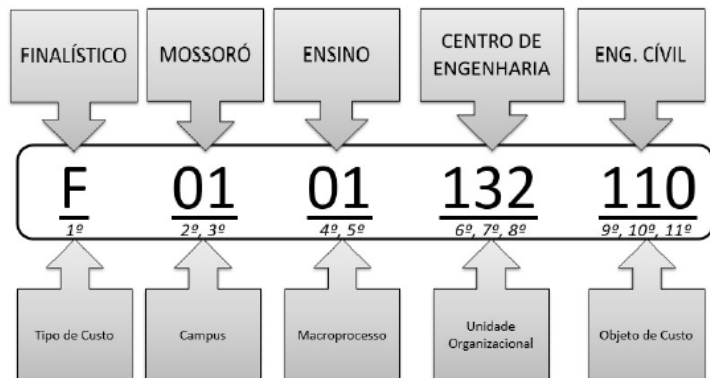 FINALÍSTICO
MOSSORÓ
ENSINO
CENTRO DE
ENGENHARIA
ENG. CÍVIL
F 01 01 132 110
1º 2º, 3º 4º, 5º 6º, 7º, 8º 9º, 10º, 11º
Tipo de Custo
Campus
Macroprocesso
Unidade
Organizacional
Objeto de Custo